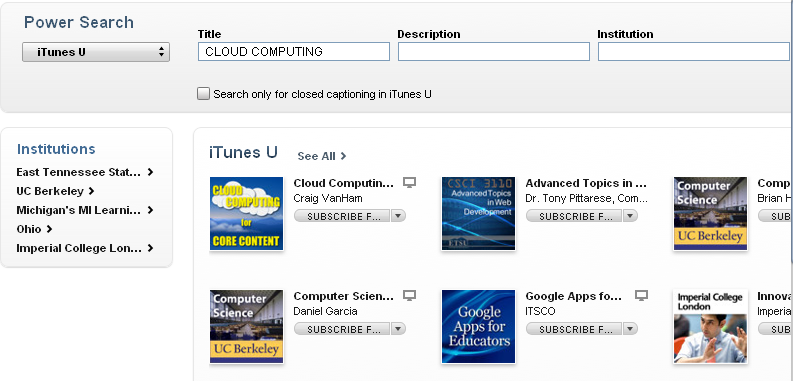 Power Search
iTunes U
Title
Description
Institution
CLOUD COMPUTING
Search only for closed captioning in iTunes U
Institutions
East Tennessee Stat...
UC Berkeley
Michigan's MI Learni...
Ohio
Imperial College Lon...
iTunes U
See All
CLOUD
COMPUTING
for
CORE CONTENT
Cloud Computin...
Craig VanHam
SUBSCRIBE F...
CSCI 3110
Advanced Topics
in Web
Development
ETSU
Advanced Topics in ...
Dr. Tony Pittarese, Com...
SUBSCRIBE F...
Computer
Science
UC Berkeley
Comp
Brian H
SUBSC
Computer
Science
UC Berkeley
Computer Scien...
Daniel Garcia
SUBSCRIBE F...
Google
Apps for
Educators
Google Apps fo...
ITSCO
SUBSCRIBE F...
Imperial College
London
Innova
Imperia
SUBSC